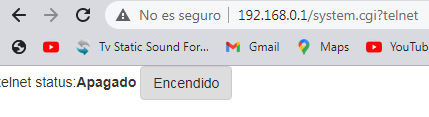 No es seguro | 192.168.0.1/system.cgi?telnet
Tv Static Sound For... Gmail Maps YouTub
elnet status:Apagado Encendido